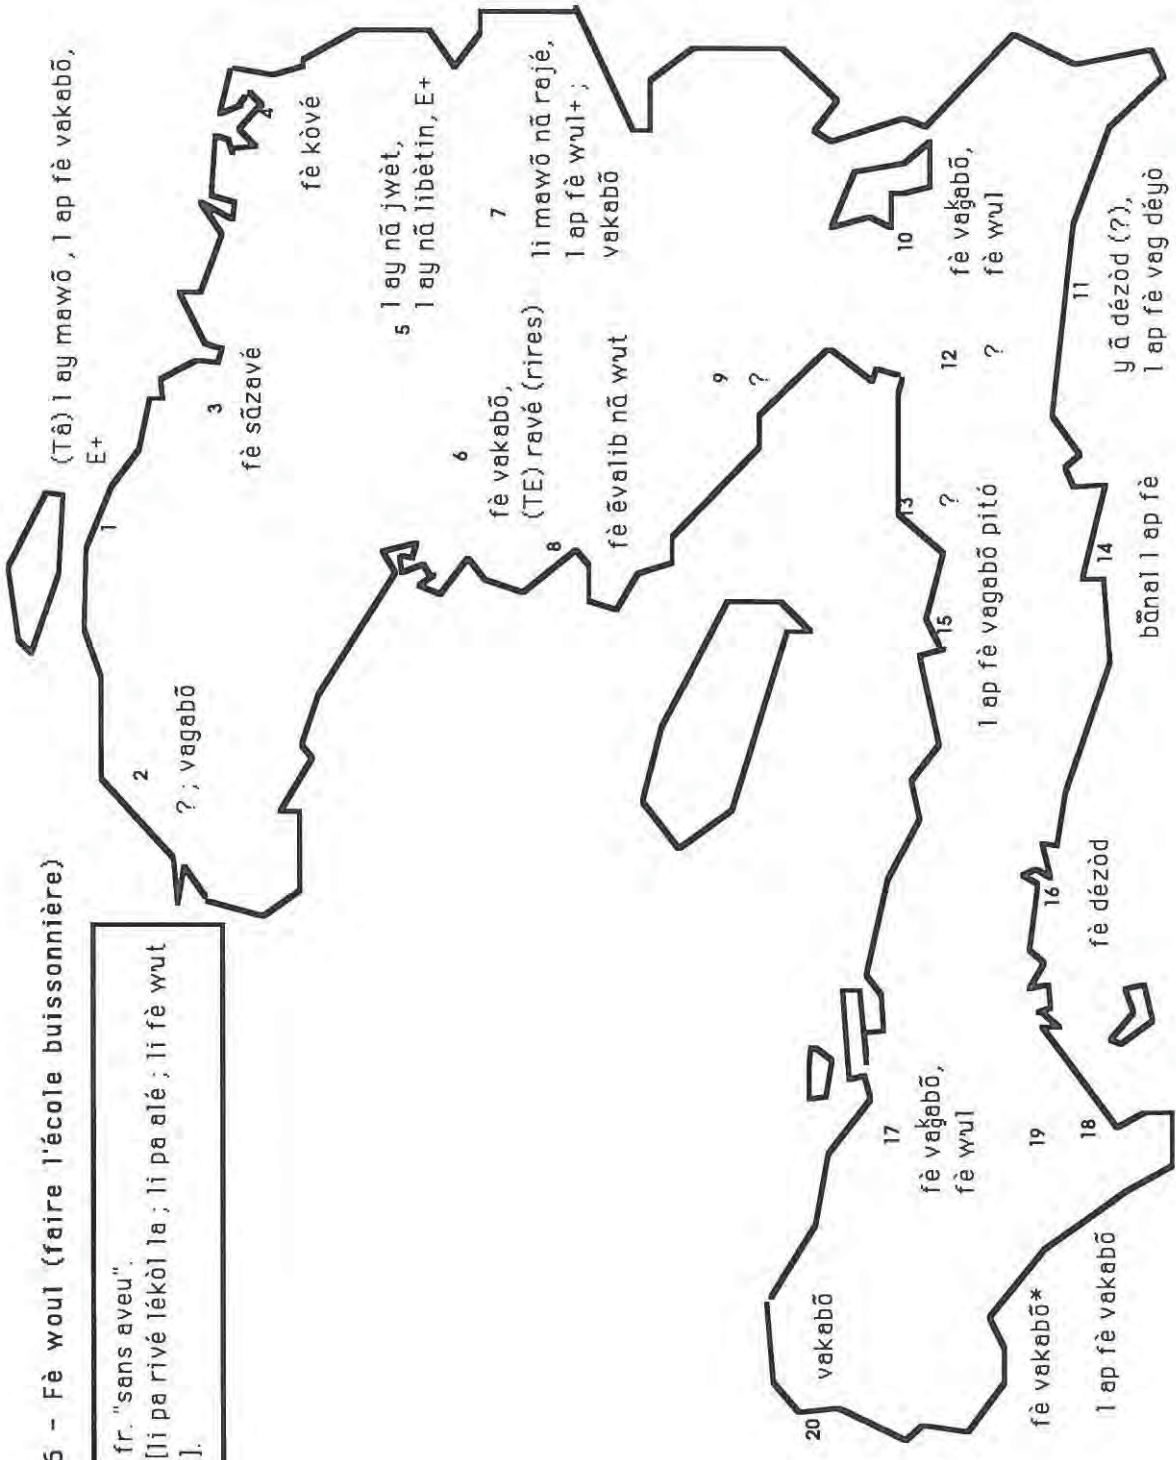 6 - Fè woul (faire l'école buissonnière)
fr. "sans aveu".
[li pa rivé lékòl la ; li pa alé ; li fè wut
].
(Tâ) l ay mawõ, l ap fè vakabõ,
E+
1
2
? ; vagabõ
3
fè sãzavé
4
fè kòvé
5
l ay nã jwèt,
l ay nã libètin, E+
6
fè vakabõ,
(TE) ravé (rires)
7
li mawõ nã rajé,
l ap fè wul+ ;
vakabõ
8
fè ẽvalib nã wut
9
?
10
fè vagabõ,
k
fè wul
11
y ã dézòd (?),
l ap fè vag déyò
12
?
13
?
14
bãnal l ap fè
15
l ap fè vagabõ pitó
16
fè dézòd
17
fè vagabõ,
k
fè wul
18
19
fè vakabõ*
l ap fè vakabõ
20
vakabõ